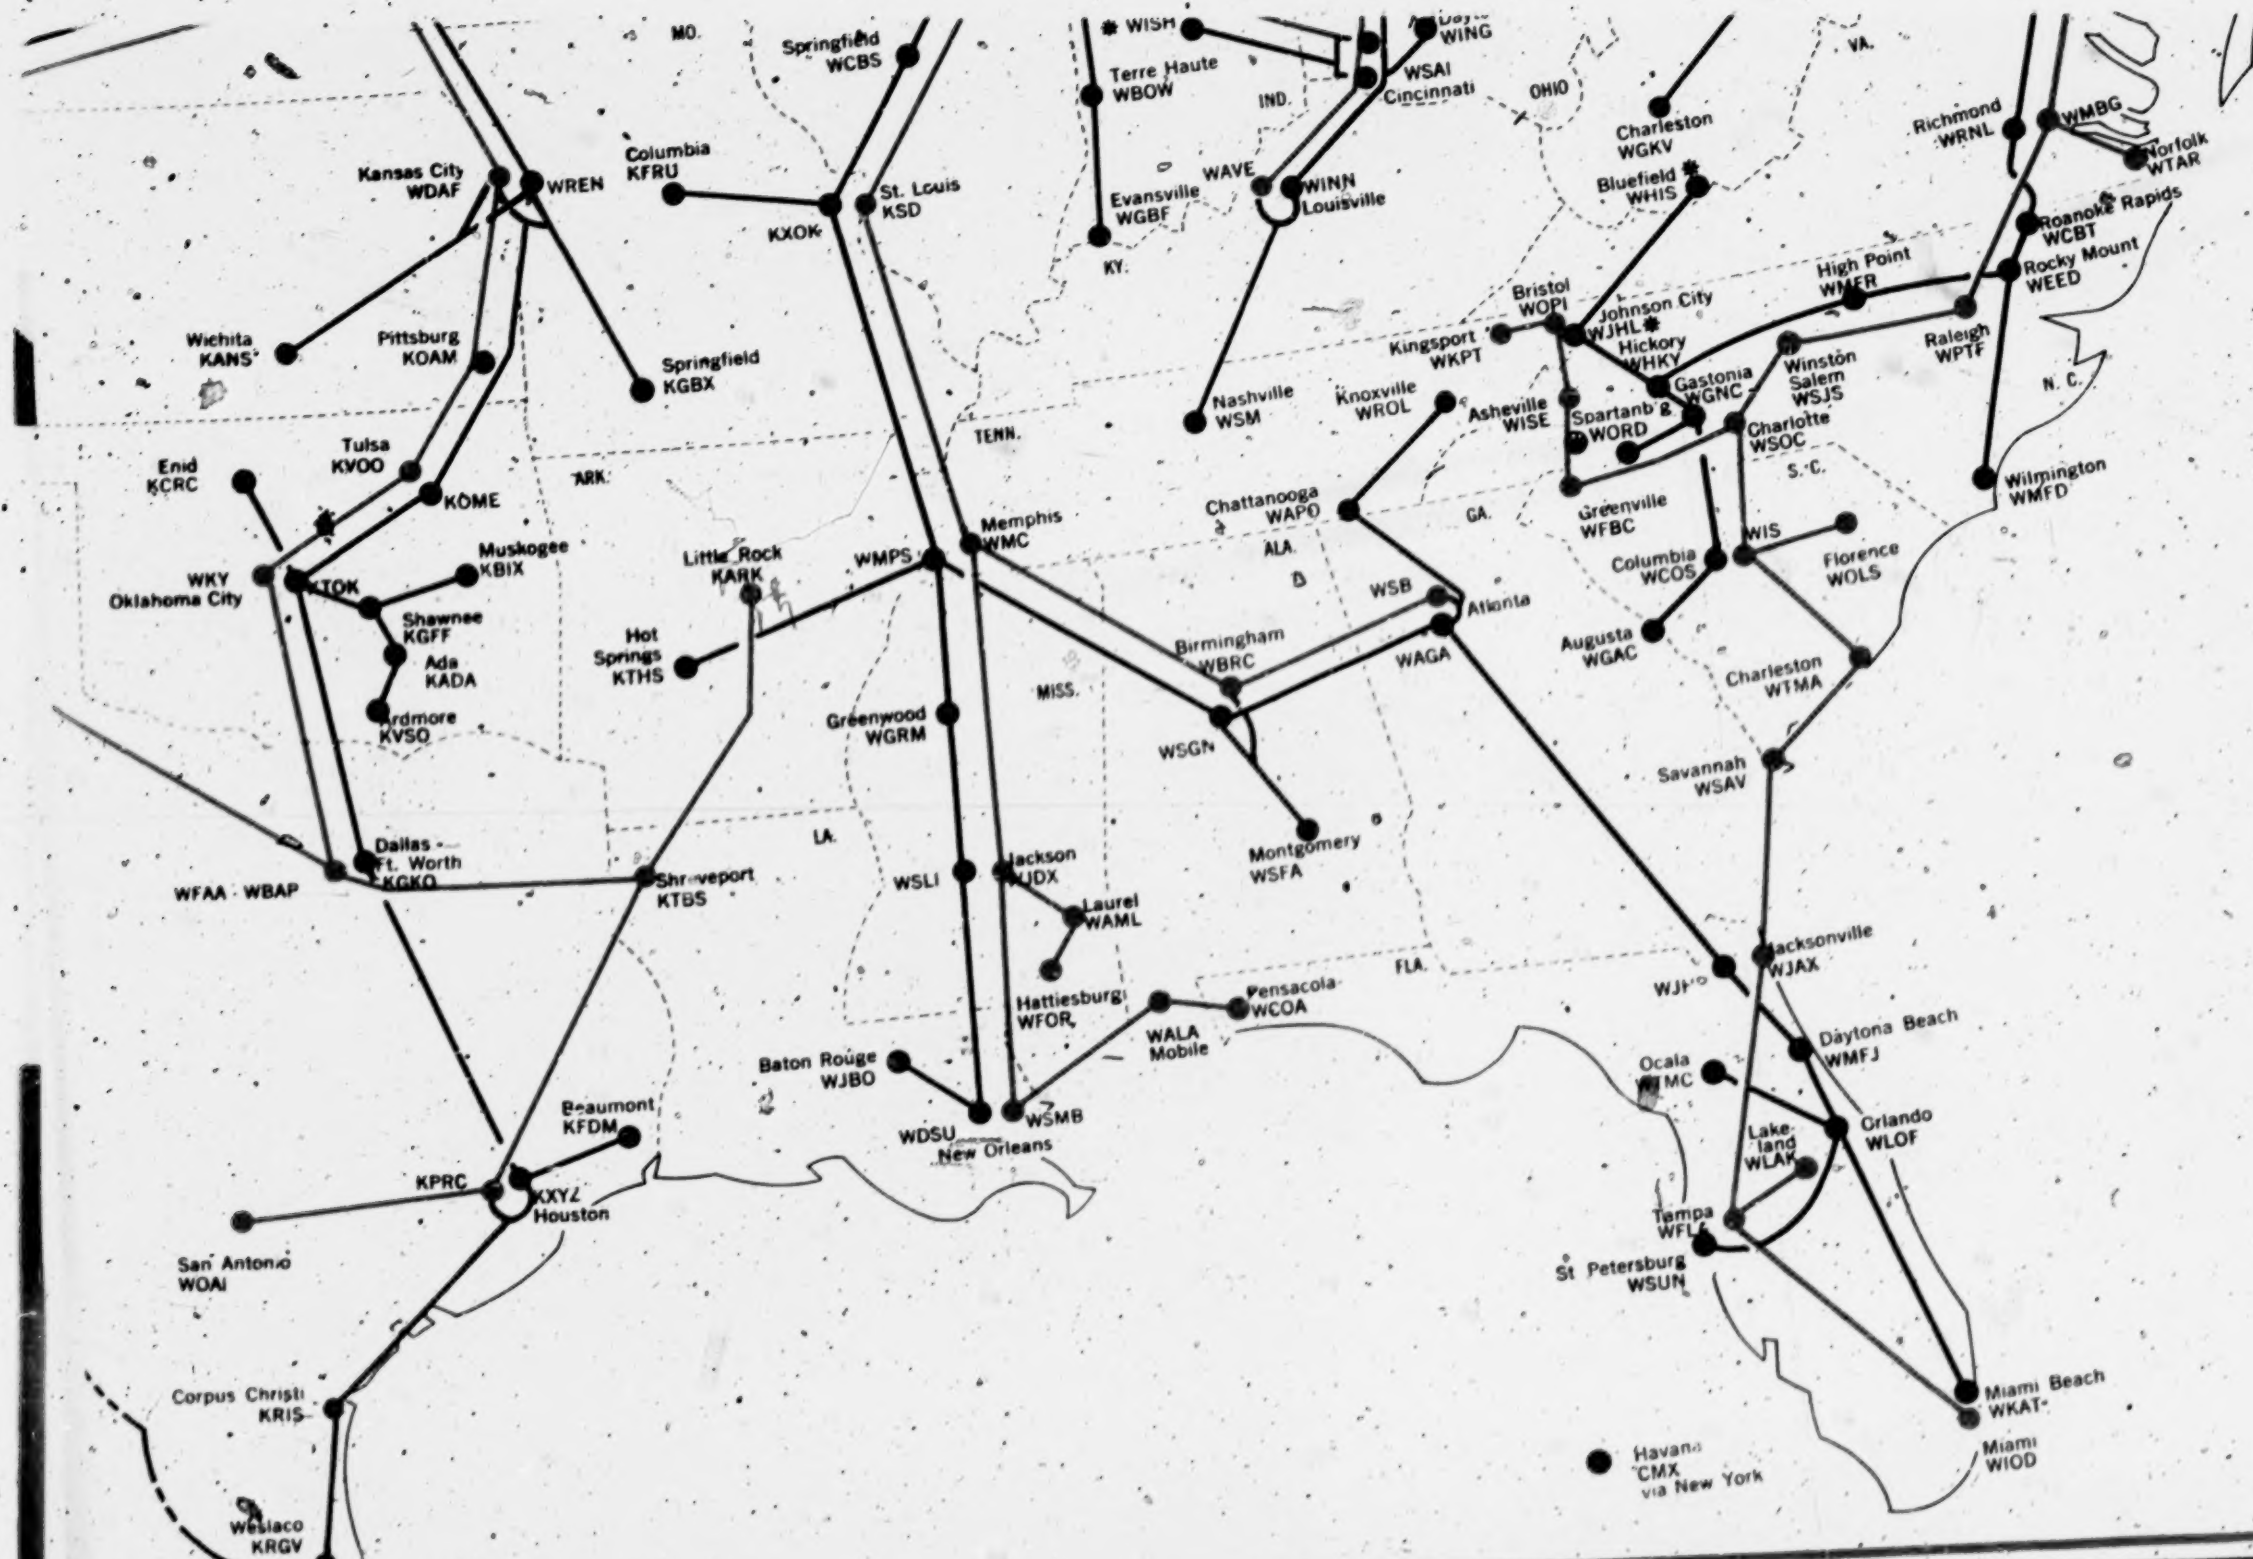 MO.
Springfield
WCBS
WISH
WING
Terre Haute
WBOW
IND.
WSAI
Cincinnati
OHIO
VA.
Charleston
WGKV
Richmond
WRNL
WMBG
Norfolk
WTAR
Kansas City
WDAF
WREN
Columbia
KFRU
KXOK
St. Louis
KSD
Evansville
WGBF
KY.
WAVE
WINN
Louisville
Bluefield
WHIS
Roanoke Rapids
WCBT
Rocky Mount
WEED
High Point
WMFR
Bristol
WOPI
Johnson City
WJHL
Kingsport
WKPT
Hickory
WHKY
Gastonia
WGNC
Winston
Salem
WSJS
Raleigh
WPTF
N. C.
Wichita
KANS
Pittsburg
KOAM
Springfield
KGBX
Nashville
WSM
Knoxville
WROL
Asheville
WISE
WORD
Charlotte
WSOC
S. C.
Wilmington
WMFD
TENN.
ARK.
Enid
KCRC
Tulsa
KVOO
KOME
Chattanooga
WAPO
GA.
Greenville
WFBC
WKY
Oklahoma City
KTOK
Muskogee
KBIX
Shawnee
KGFF
Ada
KADA
Ardmore
KVSO
Little Rock
KARK
Hot
Springs
KTHS
WMPS
Memphis
WMC
ALA.
WSB
Atlanta
WAGA
Columbia
WCOS
WIS
Florence
WOLS
Augusta
WGAC
Charleston
WTMA
Birmingham
WBRC
MISS.
Greenwood
WGRM
WSGN
Savannah
WSAV
Montgomery
WSFA
LA.
Dallas -
Ft. Worth
KGKO
WFAA - WBAP
Shreveport
KTBS
WSLI
Jackson
WJDX
Laurel
WAML
Hattiesburg
WFOR
WALA
Mobile
Pensacola
WCOA
FLA.
Jacksonville
WJAX
Daytona Beach
WMFJ
Ocala
WTMC
Orlando
WLOF
Lake-
land
WLAK
Tampa
WFLA
St Petersburg
WSUN
Baton Rouge
WJBO
WDSU
WSMB
New Orleans
Beaumont
KFDM
KPRC
KXYZ
Houston
San Antonio
WOAI
Corpus Christi
KRIS
Weslaco
KRGV
Miami Beach
WKAT
Miami
WIOD
Havana
CMX
via New York